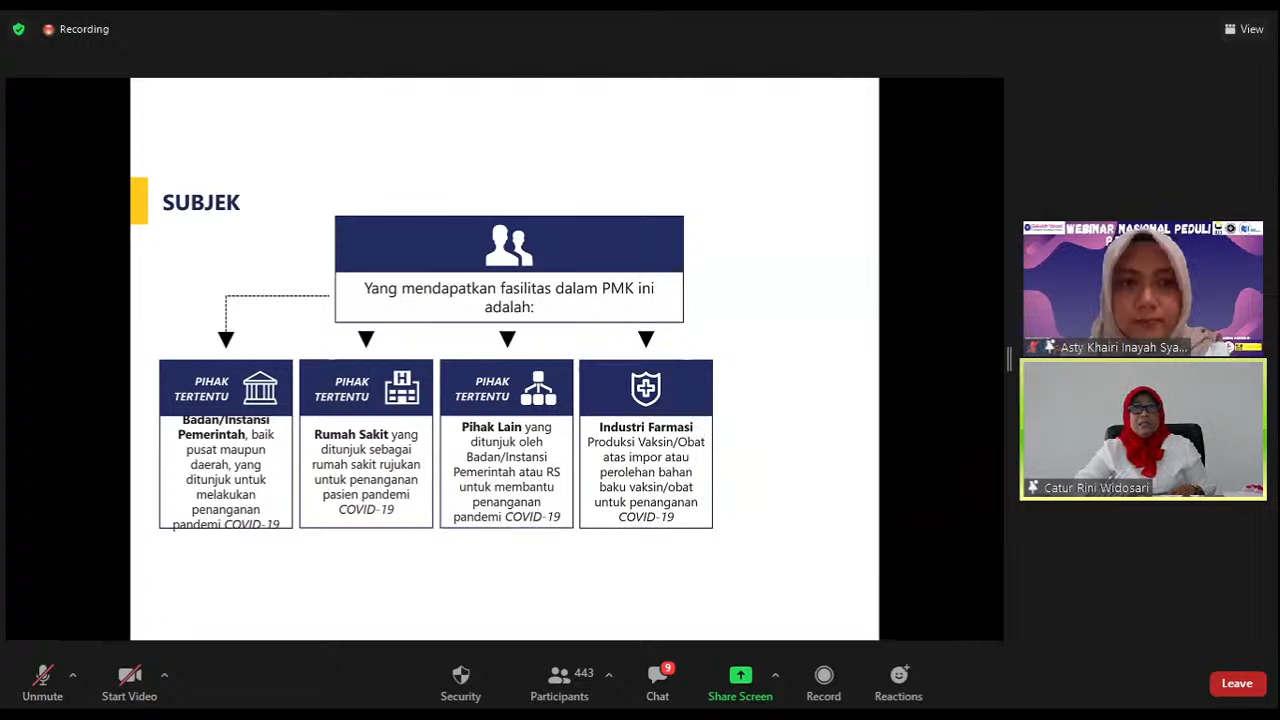 Recording
View
SUBJEK
Yang mendapatkan fasilitas dalam PMK ini
adalah:
PIHAK
TERTENTU
Badan/Instansi
Pemerintah, baik
pusat maupun
daerah, yang
ditunjuk untuk
melakukan
penanganan
pandemi COVID-19
PIHAK
TERTENTU
H
Rumah Sakit yang
ditunjuk sebagai
rumah sakit rujukan
untuk penanganan
pasien pandemi
COVID-19
PIHAK
TERTENTU
Pihak Lain yang
ditunjuk oleh
Badan/Instansi
Pemerintah atau RS
untuk membantu
penanganan
pandemi COVID-19
Industri Farmasi
Produksi Vaksin/Obat
atas impor atau
perolehan bahan
baku vaksin/obat
untuk penanganan
COVID-19
WEBINAR NASIONAL PEDULI
Asty Khairi Inayah Sya...
Catur Rini Widosari
Unmute
Start Video
Security
443
Participants
9
Chat
Share Screen
Record
Reactions
Leave